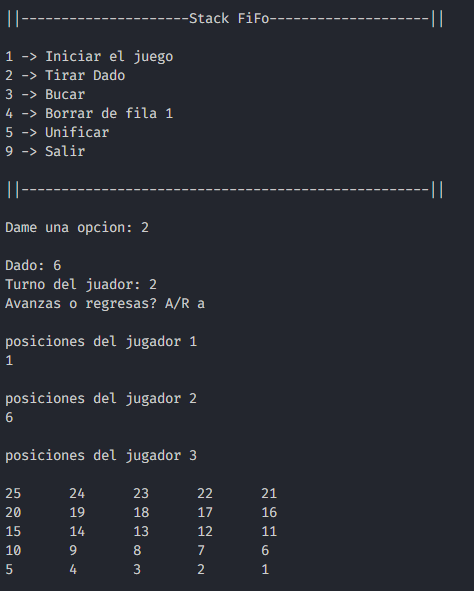 ||---------------------Stack FiFo--------------------||
1 -> Iniciar el juego
2 -> Tirar Dado
3 -> Bucar
4 -> Borrar de fila 1
5 -> Unificar
9 -> Salir
||---------------------------------------------------||
Dame una opcion: 2
Dado: 6
Turno del juador: 2
Avanzas o regresas? A/R a
posiciones del jugador 1
1
posiciones del jugador 2
6
posiciones del jugador 3
25 24 23 22 21
20 19 18 17 16
15 14 13 12 11
10 9 8 7 6
5 4 3 2 1